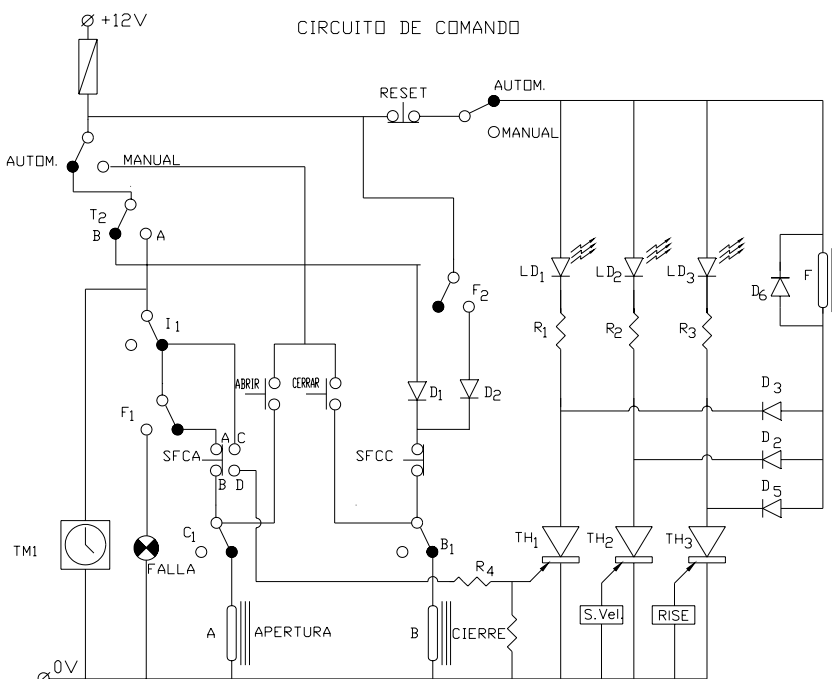 +12V
CIRCUITO DE COMANDO
RESET
AUTOM.
MANUAL
AUTOM.
MANUAL
T2
B
A
I1
LD1
LD2
LD3
D6
F
F2
R1
R2
R3
ABRIR
CERRAR
D1
D2
D3
F1
A
C
SFCA
SFCC
B
D
D2
D5
C1
B1
TH1
TH2
TH3
TM1
FALLA
R4
A
APERTURA
B
CIERRE
S.Vel.
RISE
0V